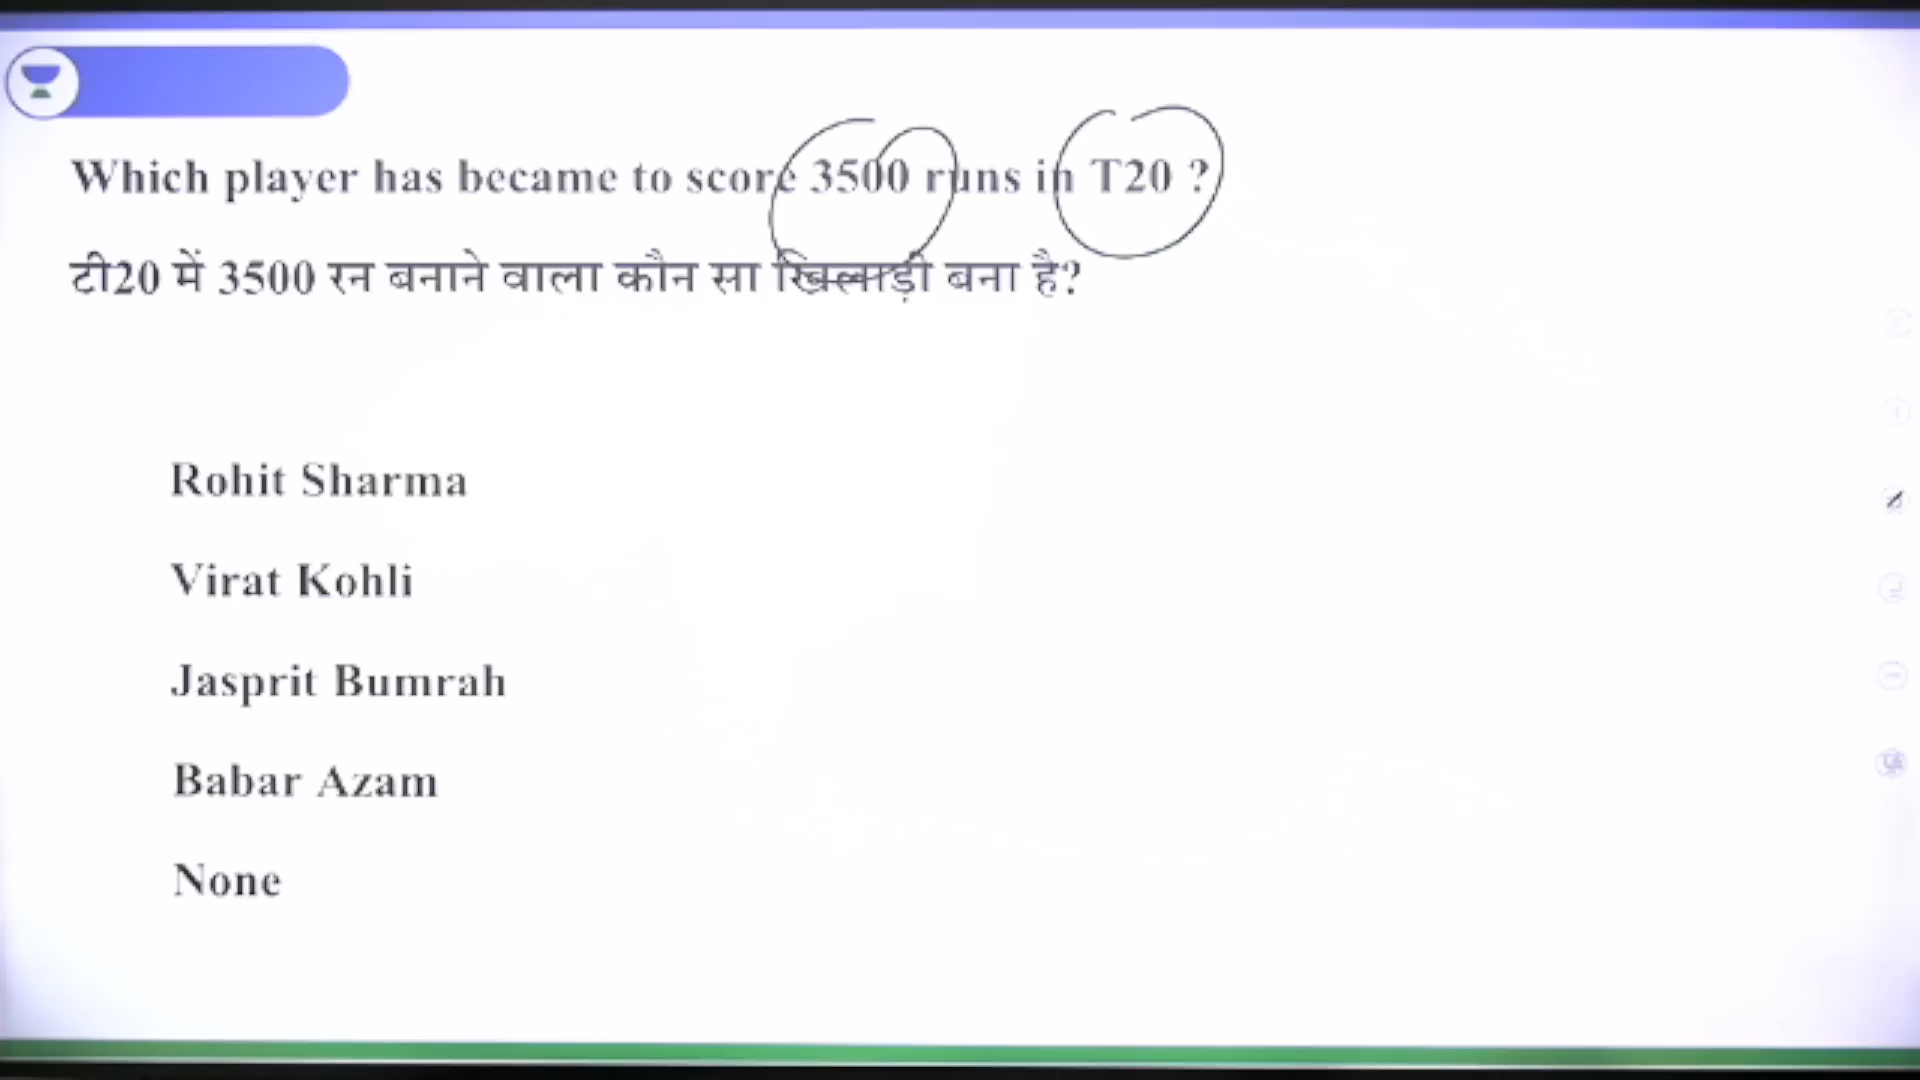 Which player has became to score 3500 runs in T20 ?
टी20 में 3500 रन बनाने वाला कौन सा खिलाड़ी बना है?
Rohit Sharma
Virat Kohli
Jasprit Bumrah
Babar Azam
None